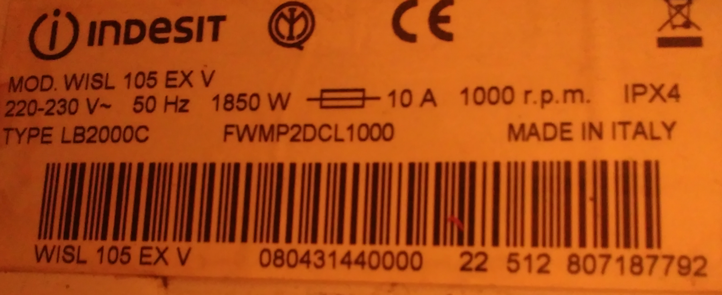 INDESIT CE
MOD. WISL 105 EX V
220-230 V~ 50 Hz 1850 W 10 A 1000 r.p.m. IPX4
TYPE LB2000C FWMP2DCL1000 MADE IN ITALY
WISL 105 EX V 080431440000 22 512 807187792